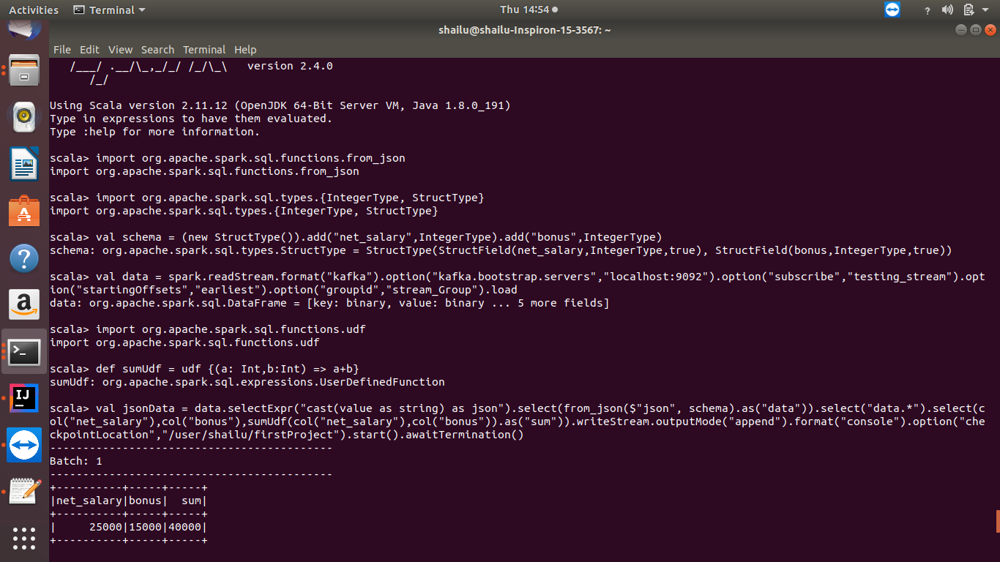 Activities Terminal Thu 14:54
shailu@shailu-Inspiron-15-3567: ~
File Edit View Search Terminal Help
   /___/ .__/\_,_/_/ /_/\_\   version 2.4.0
      /_/
Using Scala version 2.11.12 (OpenJDK 64-Bit Server VM, Java 1.8.0_191)
Type in expressions to have them evaluated.
Type :help for more information.
scala> import org.apache.spark.sql.functions.from_json
import org.apache.spark.sql.functions.from_json
scala> import org.apache.spark.sql.types.{IntegerType, StructType}
import org.apache.spark.sql.types.{IntegerType, StructType}
scala> val schema = (new StructType()).add("net_salary",IntegerType).add("bonus",IntegerType)
schema: org.apache.spark.sql.types.StructType = StructType(StructField(net_salary,IntegerType,true), StructField(bonus,IntegerType,true))
scala> val data = spark.readStream.format("kafka").option("kafka.bootstrap.servers","localhost:9092").option("subscribe","testing_stream").opt
ion("startingOffsets","earliest").option("groupid","stream_Group").load
data: org.apache.spark.sql.DataFrame = [key: binary, value: binary ... 5 more fields]
scala> import org.apache.spark.sql.functions.udf
import org.apache.spark.sql.functions.udf
scala> def sumUdf = udf {(a: Int,b:Int) => a+b}
sumUdf: org.apache.spark.sql.expressions.UserDefinedFunction
scala> val jsonData = data.selectExpr("cast(value as string) as json").select(from_json($"json", schema).as("data")).select("data.*").select(c
ol("net_salary"),col("bonus"),sumUdf(col("net_salary"),col("bonus")).as("sum")).writeStream.outputMode("append").format("console").option("che
ckpointLocation","/user/shailu/firstProject").start().awaitTermination()
-------------------------------------------
Batch: 1
-------------------------------------------
+----------+-----+-----+
|net_salary|bonus|  sum|
+----------+-----+-----+
|     25000|15000|40000|
+----------+-----+-----+